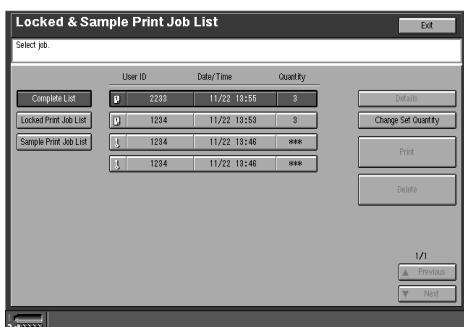 Locked & Sample Print Job List
Exit
Select job.
User ID Date/Time Quantity
Complete List 2233 11/22 13:55 3 Details
Locked Print Job List 1234 11/22 13:53 3 Change Set Quantity
Sample Print Job List 1234 11/22 13:46 *** Print
1234 11/22 13:46 ***
Delete
1/1
▲ Previous
▼ Next